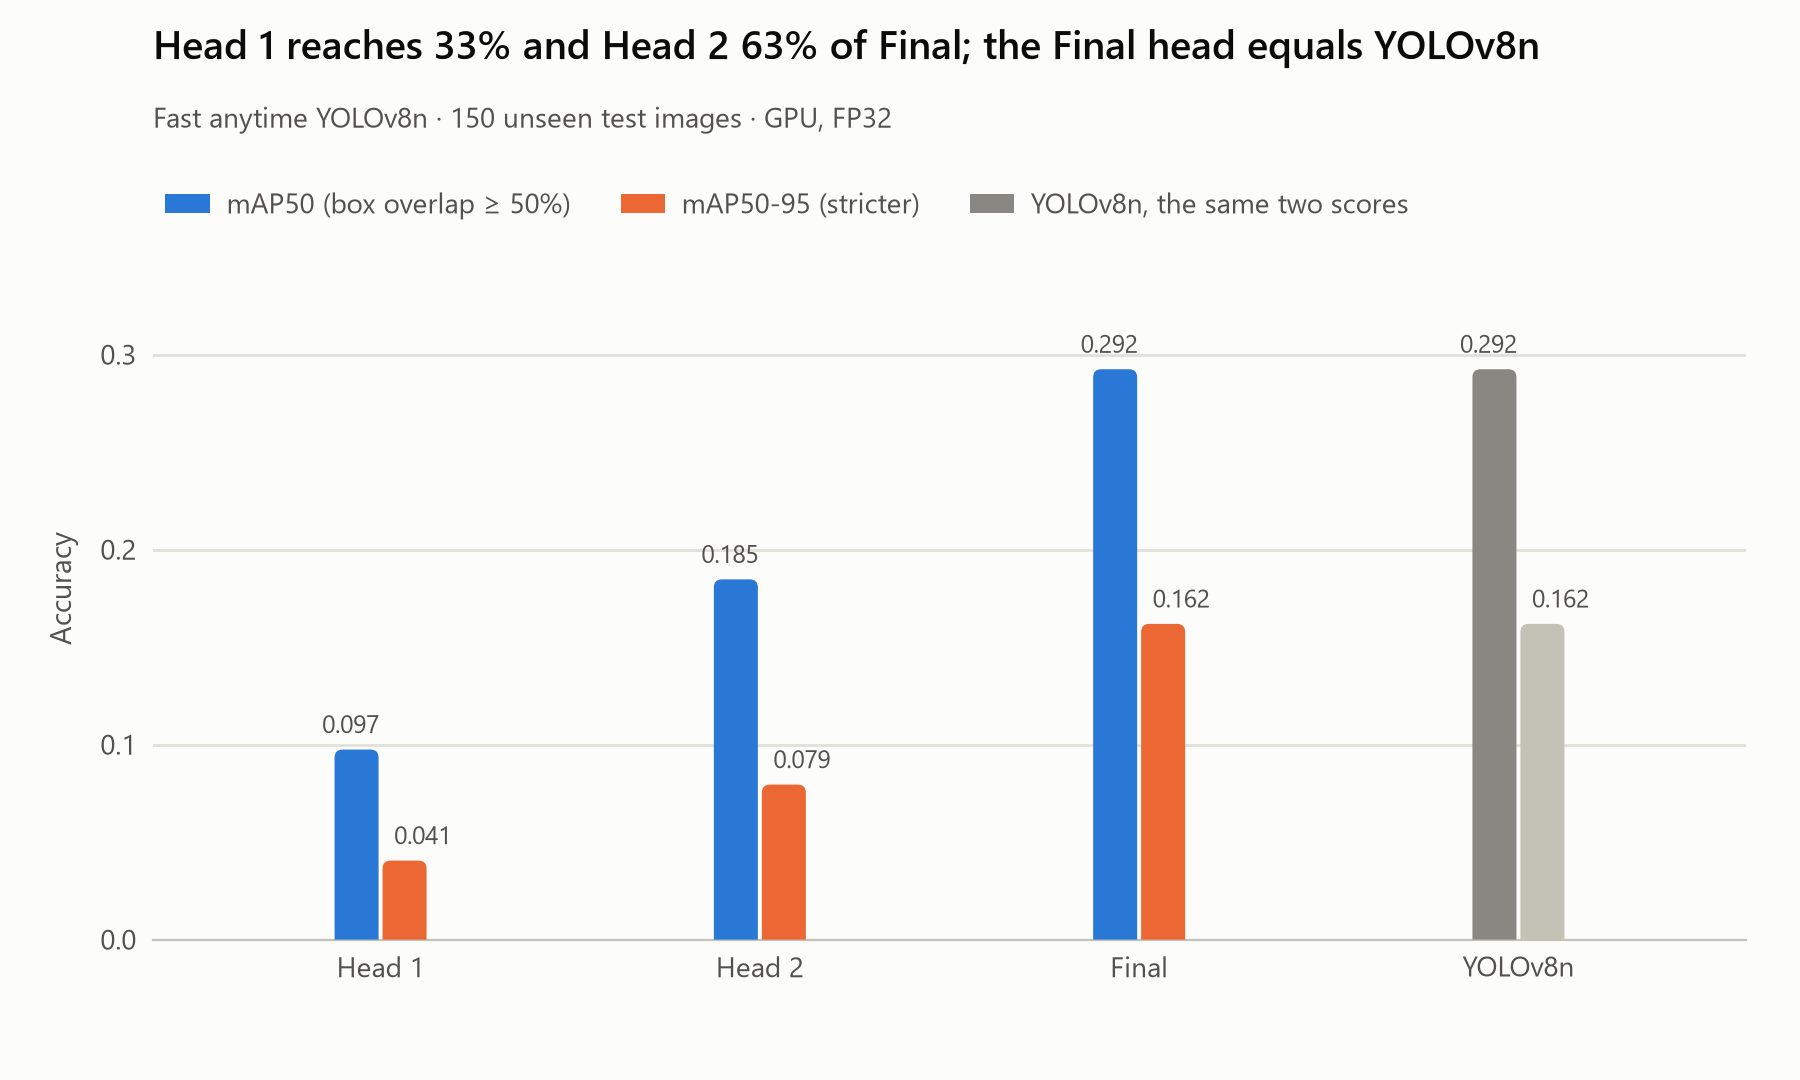 Head 1 reaches 33% and Head 2 63% of Final; the Final head equals YOLOv8n
Fast anytime YOLOv8n · 150 unseen test images · GPU, FP32
mAP50 (box overlap ≥ 50%) mAP50-95 (stricter) YOLOv8n, the same two scores
0.292 0.292
0.3
0.2
0.185
0.162 0.162
Accuracy
0.097
0.1
0.079
0.041
0.0
Head 1 Head 2 Final YOLOv8n